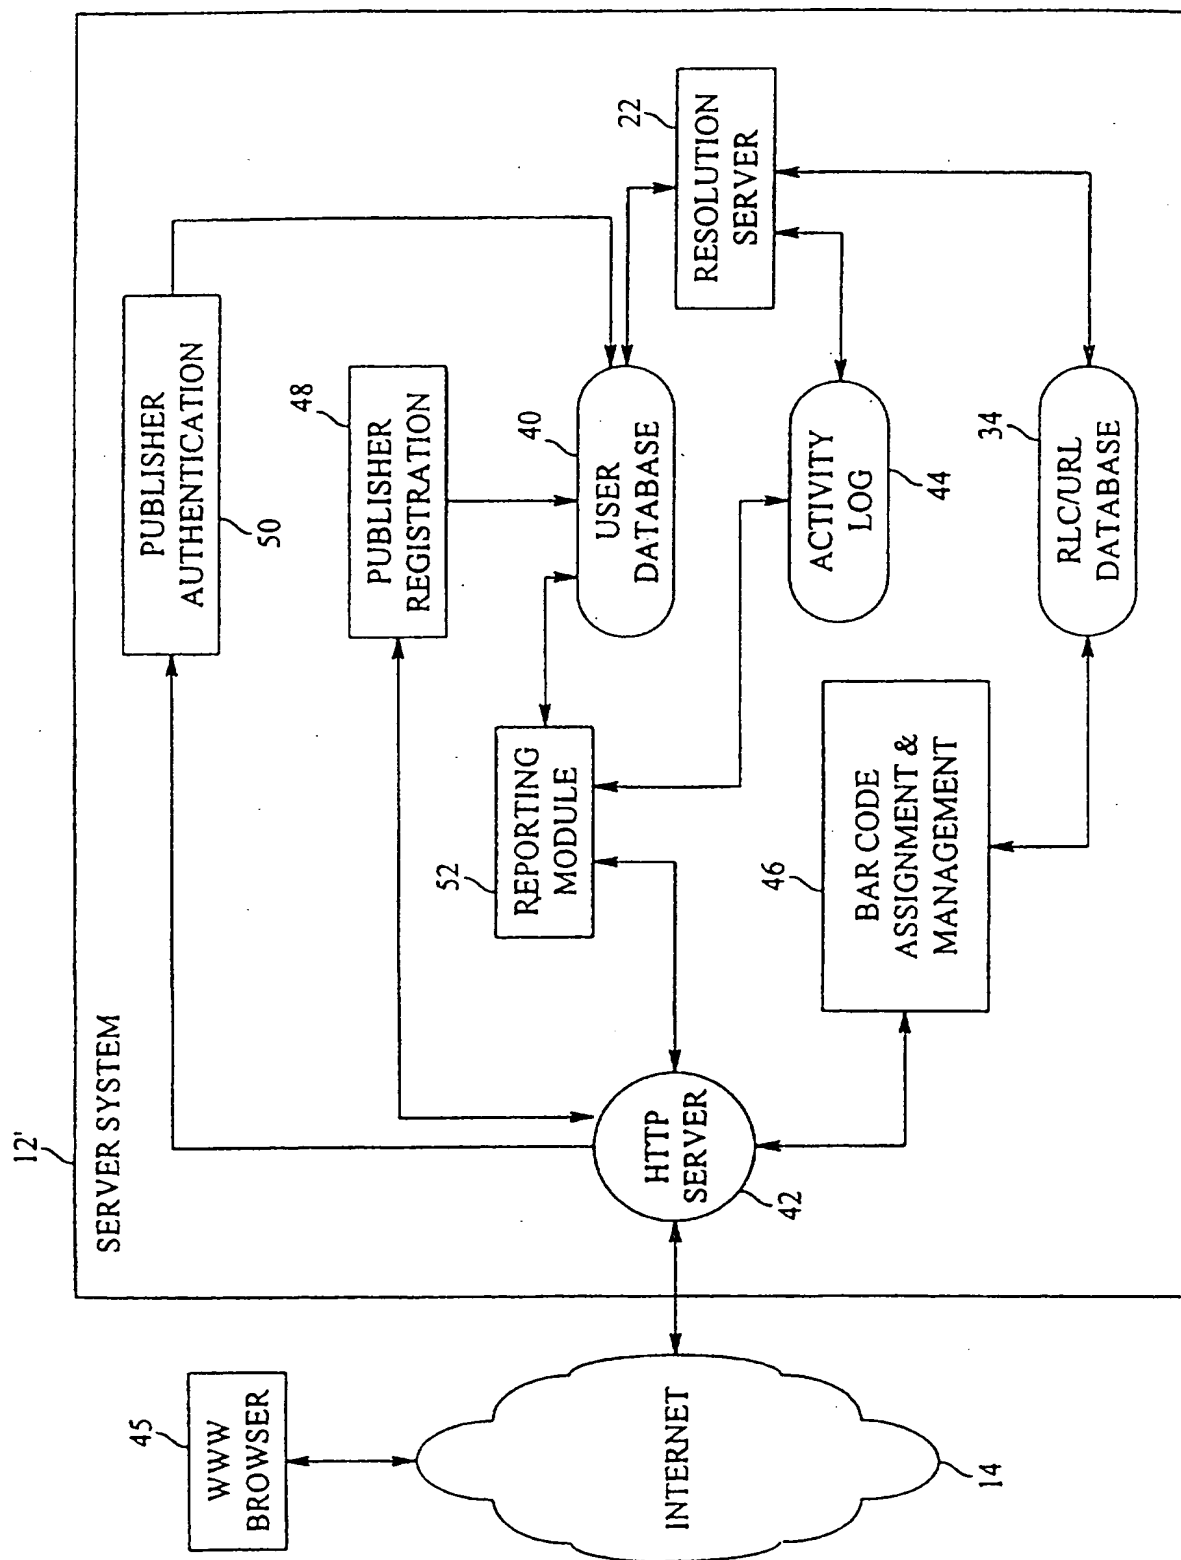 12'
SERVER SYSTEM
PUBLISHER
AUTHENTICATION
50
PUBLISHER
REGISTRATION
48
REPORTING
MODULE
52
USER
DATABASE
40
RESOLUTION
SERVER
22
ACTIVITY
LOG
44
RLC/URL
DATABASE
34
BAR CODE
ASSIGNMENT &
MANAGEMENT
46
HTTP
SERVER
42
WWW
BROWSER
45
INTERNET
14